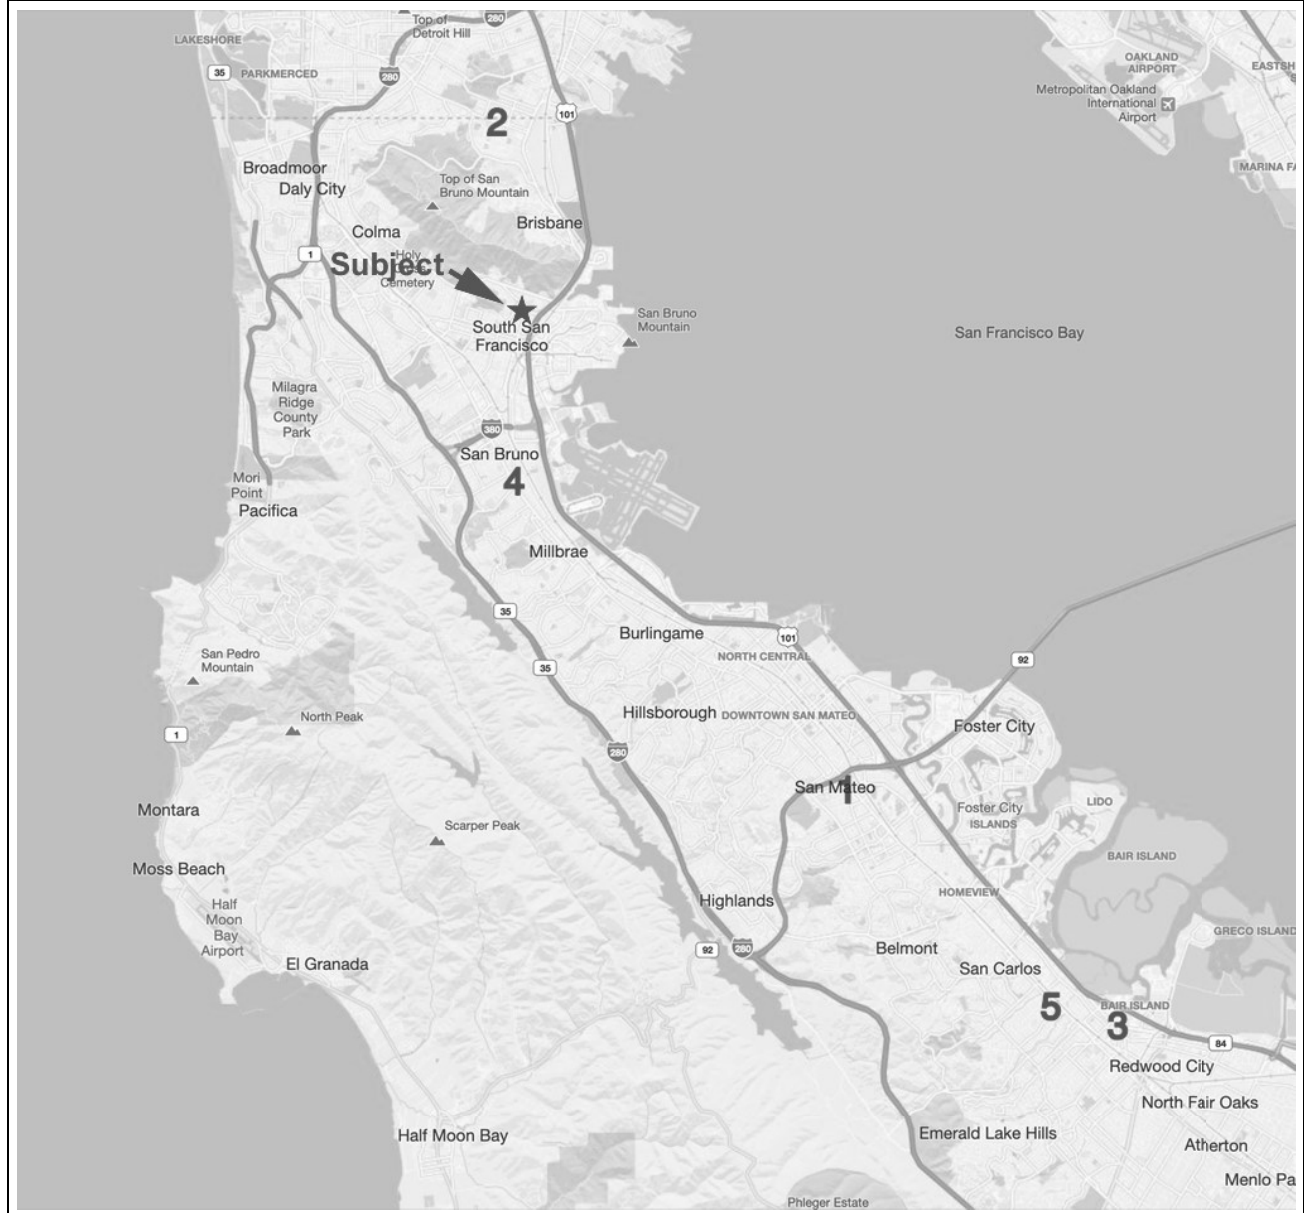 Top of
Detroit Hill
280
LAKESHORE
35
PARKMERCED
280
OAKLAND
AIRPORT
EASTSH
S
Metropolitan Oakland
International
Airport
2
101
Broadmoor
Daly City
MARINA FA
Top of San
Bruno Mountain
Brisbane
Colma
1
Subject
Holy
Cemetery
South San
Francisco
San Bruno
Mountain
San Francisco Bay
Milagra
Ridge
County
Park
380
San Bruno
4
Mori
Point
Pacifica
Millbrae
35
Burlingame
101
NORTH CENTRAL
92
35
San Pedro
Mountain
North Peak
1
Hillsborough
DOWNTOWN SAN MATEO
Foster City
280
San Mateo
1
Montara
Foster City
ISLANDS
LIDO
Scarper Peak
Moss Beach
BAIR ISLAND
Half
Moon
Bay
Airport
Highlands
HOMEVIEW
GRECO ISLAND
92
280
Belmont
El Granada
San Carlos
5
BAIR ISLAND
3
84
Redwood City
North Fair Oaks
Half Moon Bay
Emerald Lake Hills
Atherton
Menlo Pa
Phleger Estate